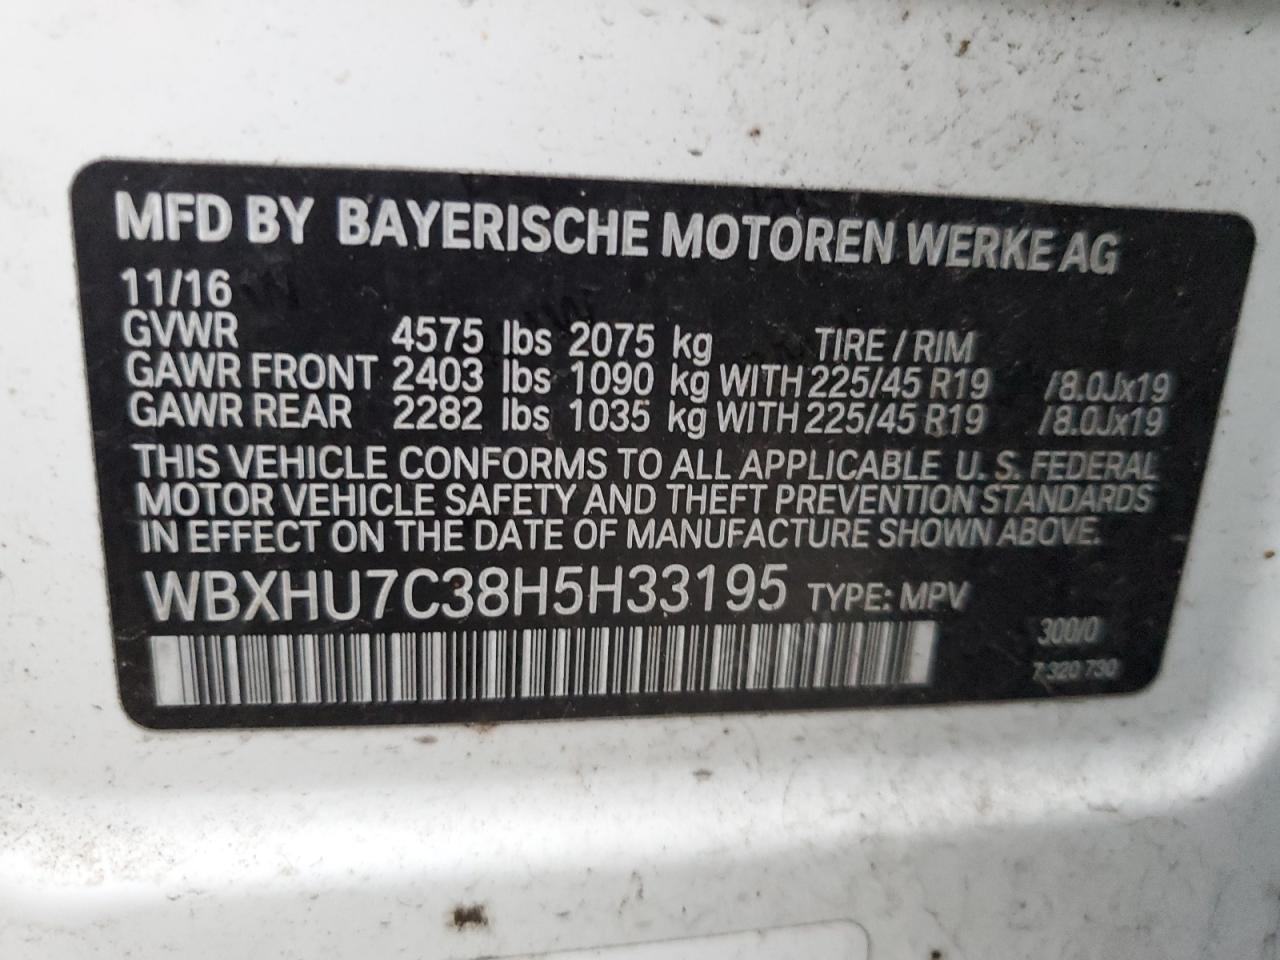 MFD BY BAYERISCHE MOTOREN WERKE AG
11/16
GVWR 4575 lbs 2075 kg TIRE / RIM
GAWR FRONT 2403 lbs 1090 kg WITH 225/45 R19 /8.0Jx19
GAWR REAR 2282 lbs 1035 kg WITH 225/45 R19 /8.0Jx19
THIS VEHICLE CONFORMS TO ALL APPLICABLE U. S. FEDERAL
MOTOR VEHICLE SAFETY AND THEFT PREVENTION STANDARDS
IN EFFECT ON THE DATE OF MANUFACTURE SHOWN ABOVE.
WBXHU7C38H5H33195 TYPE: MPV
300/0
7 320 730